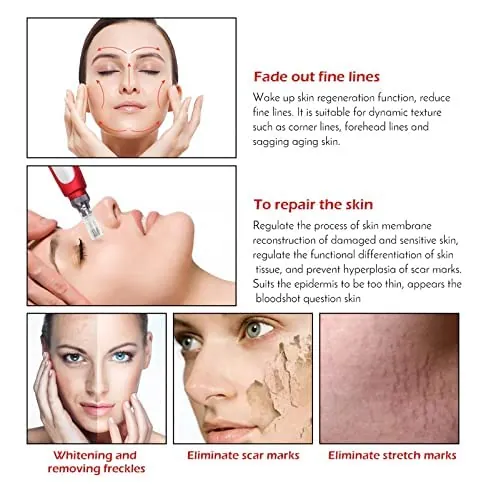 Fade out fine lines
Wake up skin regeneration function, reduce
fine lines. It is suitable for dynamic texture
such as corner lines, forehead lines and
sagging aging skin.
To repair the skin
Regulate the process of skin membrane
reconstruction of damaged and sensitive skin,
regulate the functional differentiation of skin
tissue, and prevent hyperplasia of scar marks.
Suits the epidermis to be too thin, appears the
bloodshot question skin
Whitening and
removing freckles
Eliminate scar marks
Eliminate stretch marks